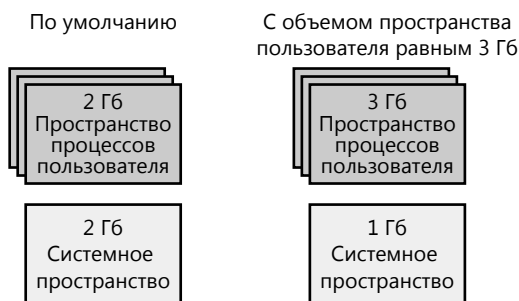 По умолчанию
С объемом пространства
пользователя равным 3 Гб
2 Гб
Пространство
процессов
пользователя
3 Гб
Пространство
процессов
пользователя
2 Гб
Системное
пространство
1 Гб
Системное
пространство